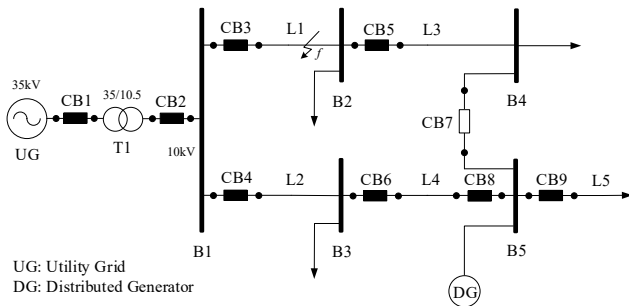 CB3 L1 f CB5 L3
35kV
CB1 35/10.5 CB2
B2 B4
UG T1 10kV CB7
CB4 L2 CB6 L4 CB8 CB9 L5
B1 B3 B5
UG: Utility Grid
DG: Distributed Generator
DG